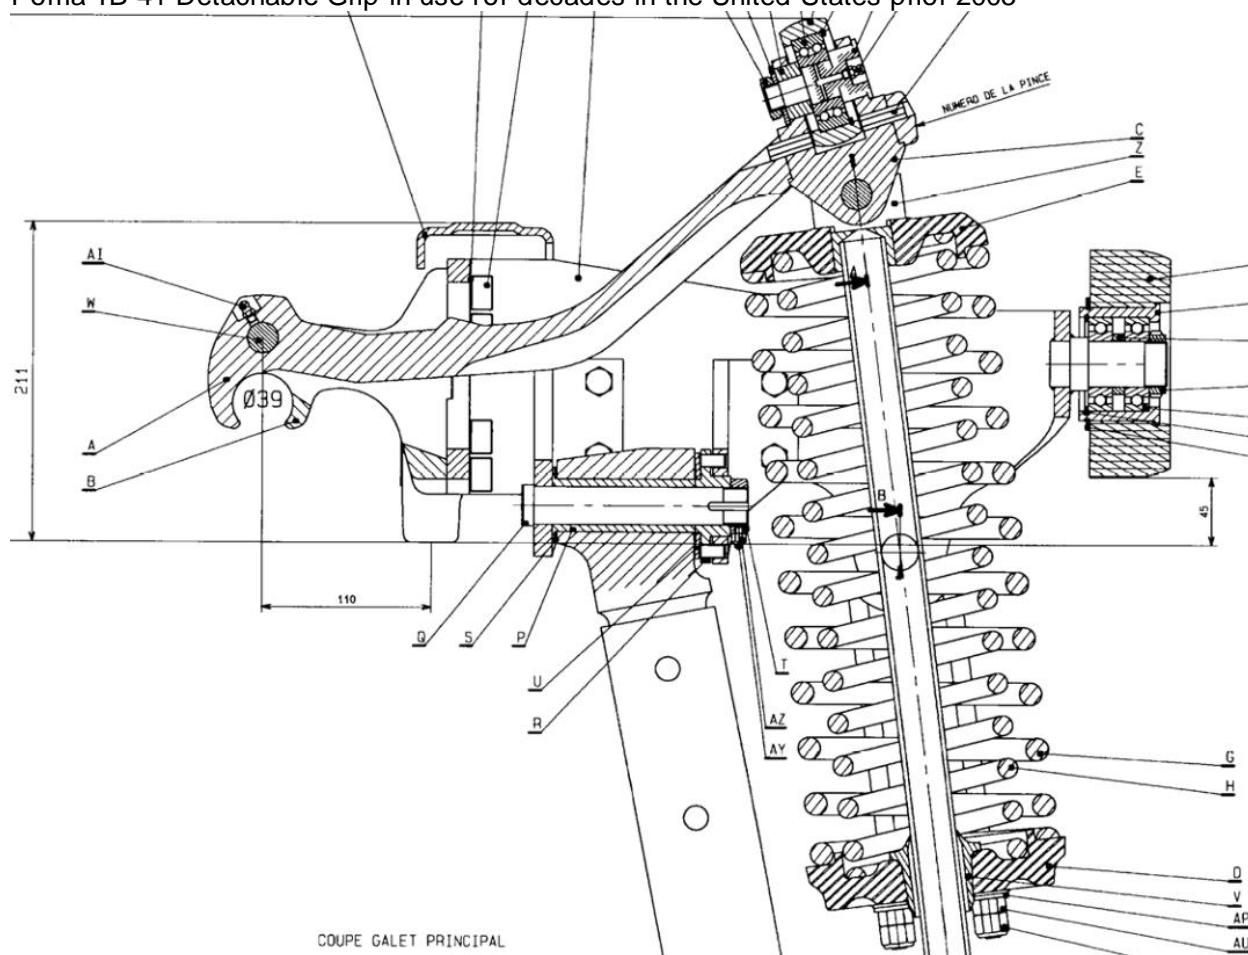 Poma TB 41 Detachable Grip in use for decades in the United States prior 2008
NUMERO DE LA PINCE
C
Z
E
AI
W
211
Ø39
A
B
A
B
45
110
Q
S
P
U
R
T
AZ
AY
G
H
D
V
AP
AU
COUPE GALET PRINCIPAL